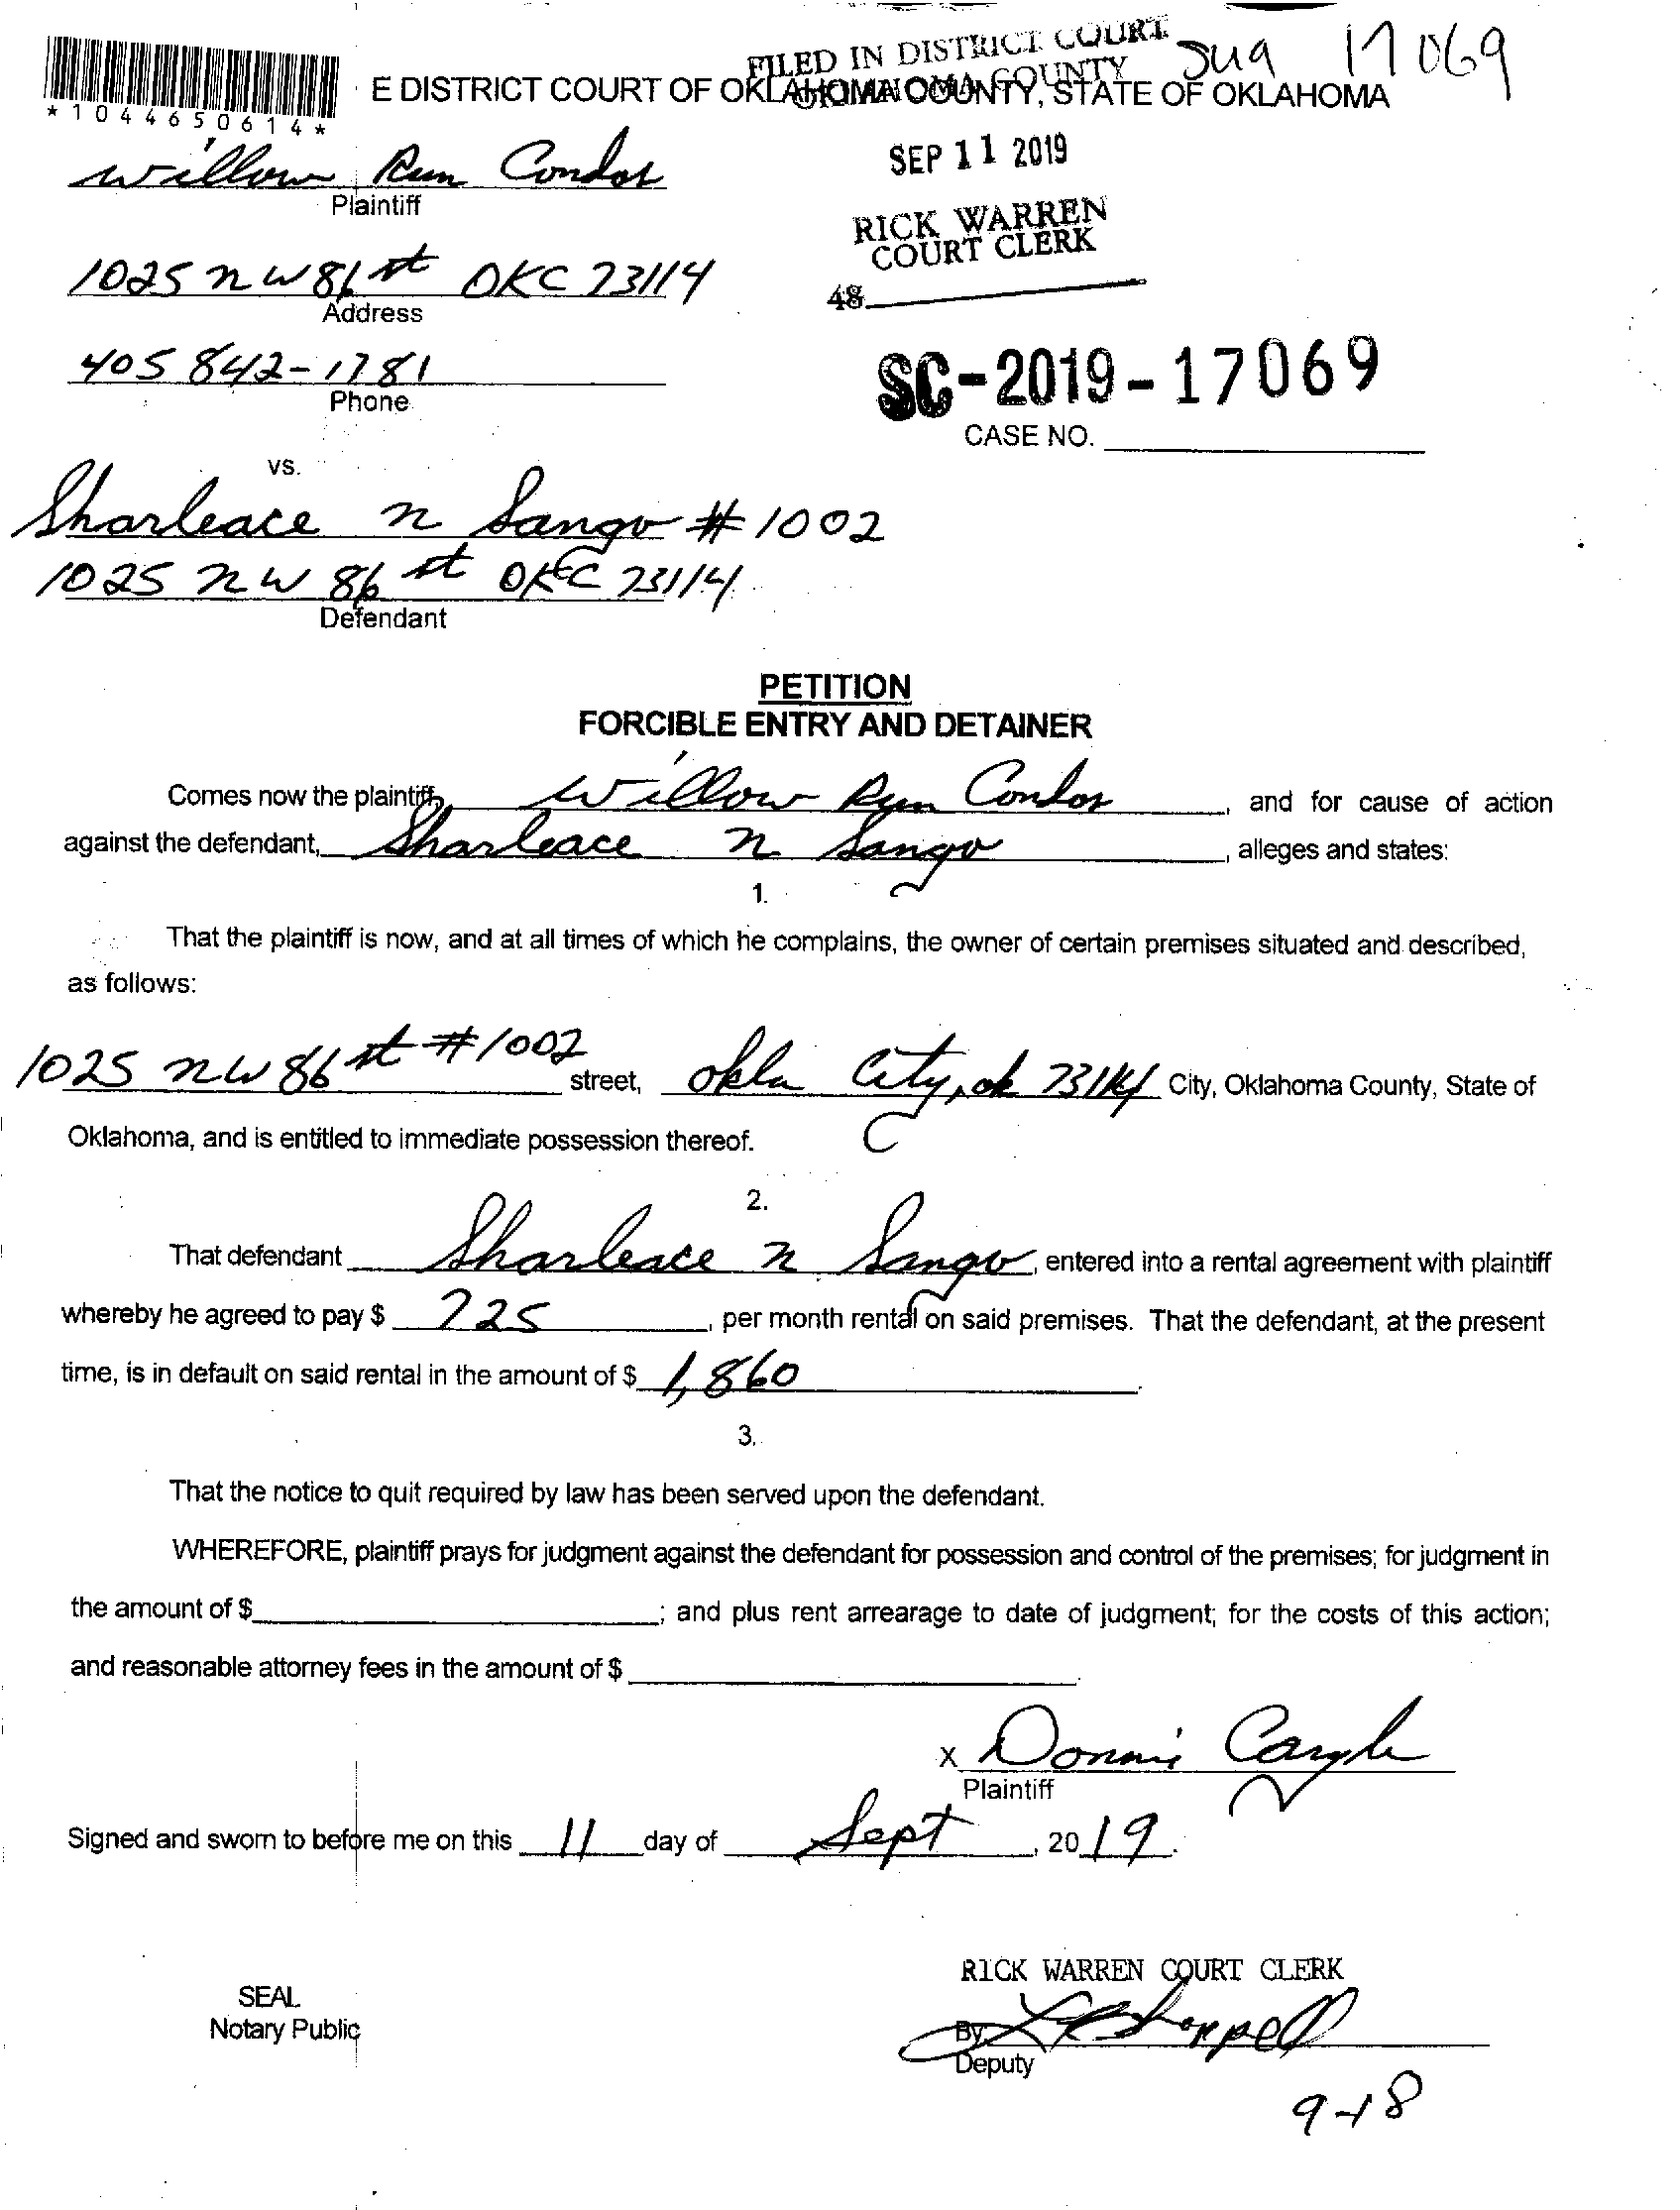 FILED IN DISTRICT COURT
OKLAHOMA COUNTY
Sug 17069
E DISTRICT COURT OF OKLAHOMA COUNTY, STATE OF OKLAHOMA
*1044650614*
Willow Run Condos
Plaintiff
SEP 11 2019
RICK WARREN
COURT CLERK
1025 NW 86 st OKC 73114
Address
48
405 842-1781
Phone
SC-2019-17069
CASE NO.
vs.
Sharleace N Sango #1002
1025 NW 86 st OKC 73114
Defendant
PETITION
FORCIBLE ENTRY AND DETAINER
Comes now the plaintiff, Willow Run Condos, and for cause of action
against the defendant, Sharleace N Sango, alleges and states:
1.
That the plaintiff is now, and at all times of which he complains, the owner of certain premises situated and described,
as follows:
1025 NW 86 st #1002 street, Okla City, ok 73114 City, Oklahoma County, State of
Oklahoma, and is entitled to immediate possession thereof.
2.
That defendant Sharleace N Sango, entered into a rental agreement with plaintiff
whereby he agreed to pay $ 725, per month rental on said premises. That the defendant, at the present
time, is in default on said rental in the amount of $ 1,860.
3.
That the notice to quit required by law has been served upon the defendant.
WHEREFORE, plaintiff prays for judgment against the defendant for possession and control of the premises; for judgment in
the amount of $ ; and plus rent arrearage to date of judgment; for the costs of this action;
and reasonable attorney fees in the amount of $ .
X Donnis Cargle
Plaintiff
Signed and sworn to before me on this 11 day of Sept, 2019.
RICK WARREN COURT CLERK
SEAL
Notary Public
By
Deputy
9-18